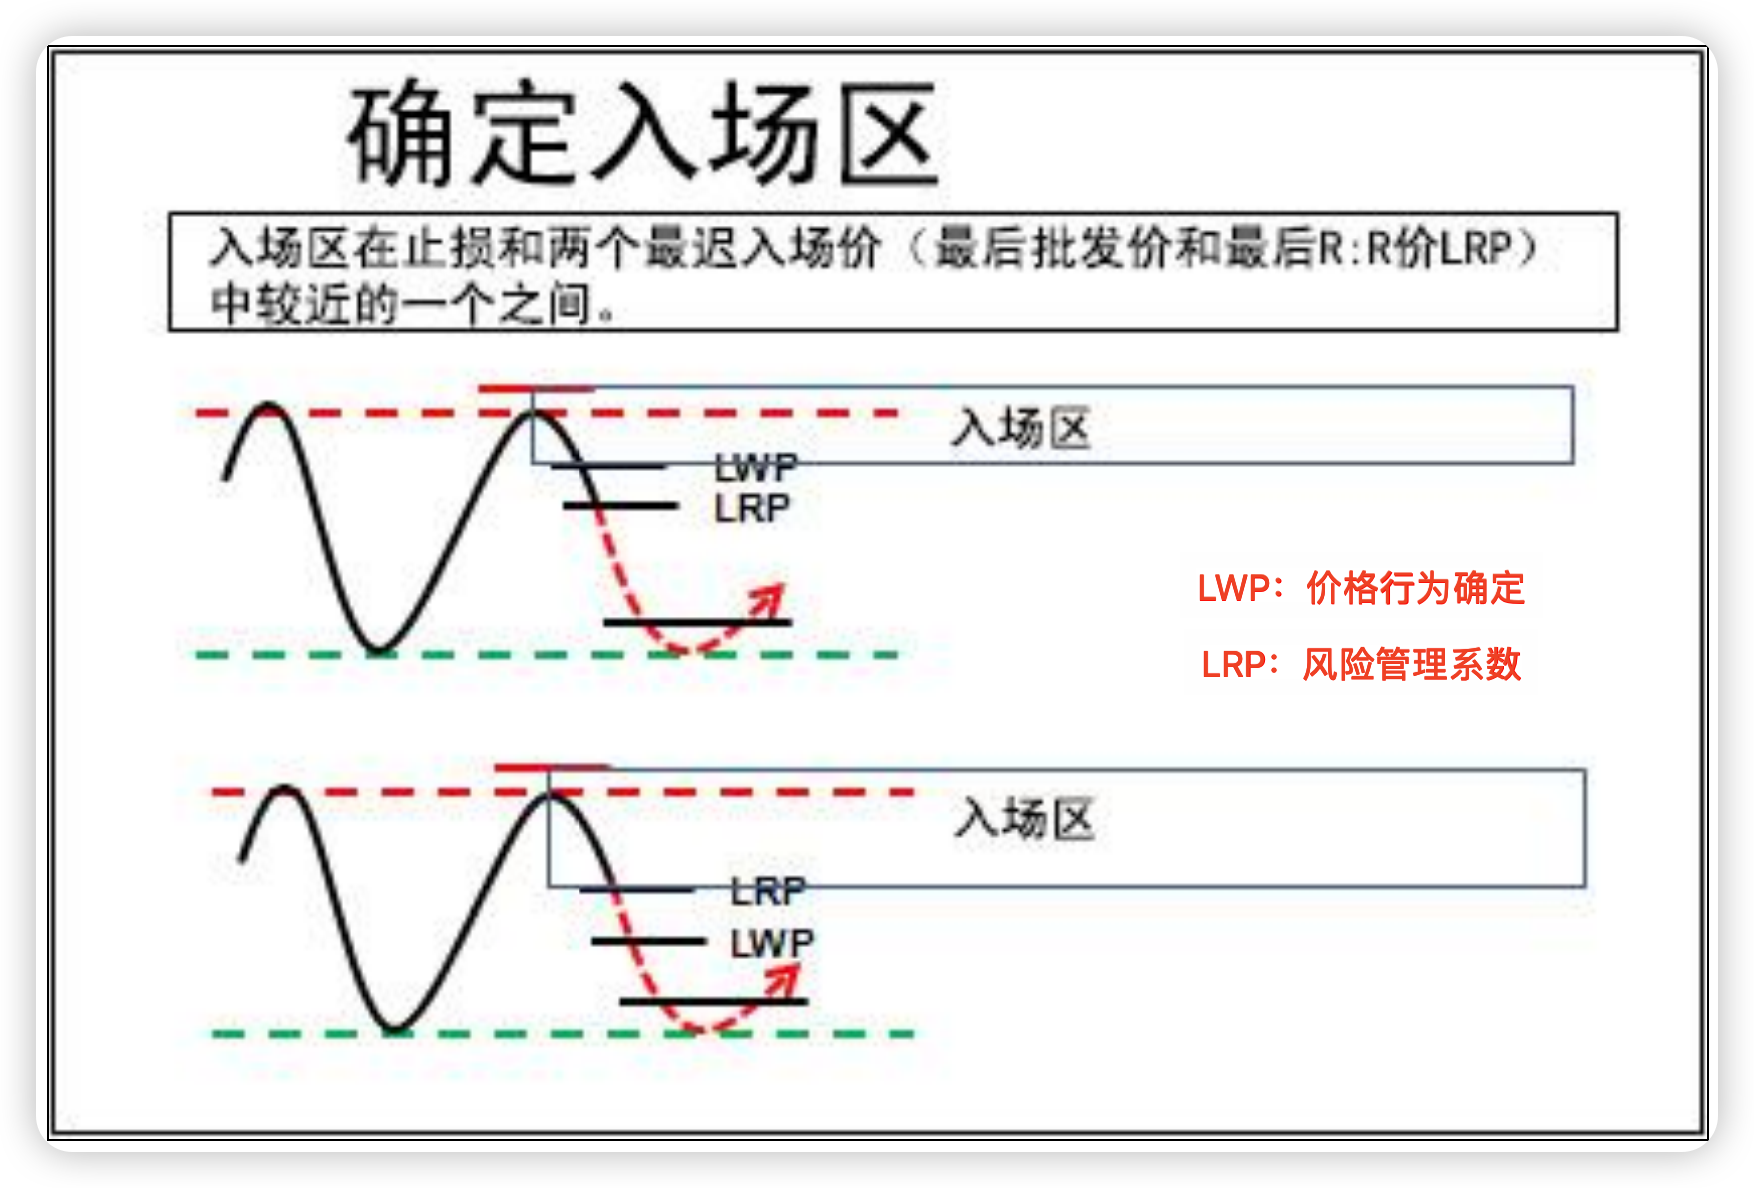 确定入场区
入场区在止损和两个最迟入场价（最后批发价和最后R:R价LRP）
中较近的一个之间。
入场区
LWP
LRP
LWP：价格行为确定
LRP：风险管理系数
入场区
LRP
LWP